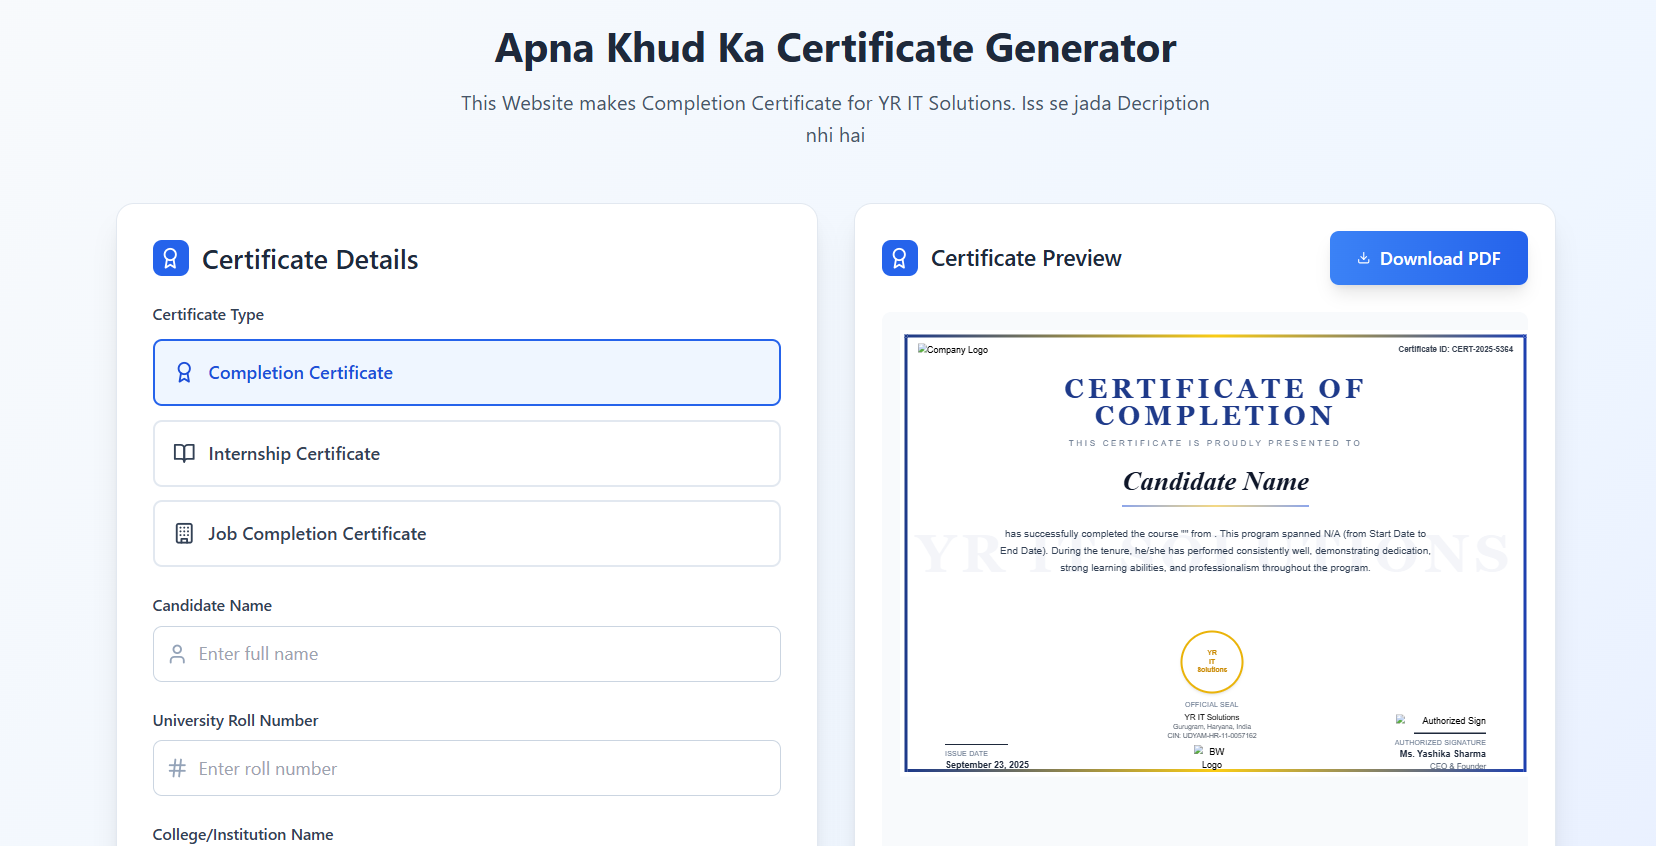 Apna Khud Ka Certificate Generator
This Website makes Completion Certificate for YR IT Solutions. Iss se jada Decription
nhi hai
Certificate Details
Certificate Type
Completion Certificate
Internship Certificate
Job Completion Certificate
Candidate Name
Enter full name
University Roll Number
Enter roll number
College/Institution Name
Certificate Preview
Download PDF
Company Logo
Certificate ID: CERT-2025-5364
CERTIFICATE OF
COMPLETION
THIS CERTIFICATE IS PROUDLY PRESENTED TO
Candidate Name
has successfully completed the course "" from . This program spanned N/A (from Start Date to
End Date). During the tenure, he/she has performed consistently well, demonstrating dedication,
strong learning abilities, and professionalism throughout the program.
YR IT SOLUTIONS
YR
IT
Solutions
OFFICIAL SEAL
YR IT Solutions
Gurugram, Haryana, India
CIN: UDYAM-HR-11-0057162
BW
Logo
ISSUE DATE
September 23, 2025
Authorized Sign
AUTHORIZED SIGNATURE
Ms. Yashika Sharma
CEO & Founder